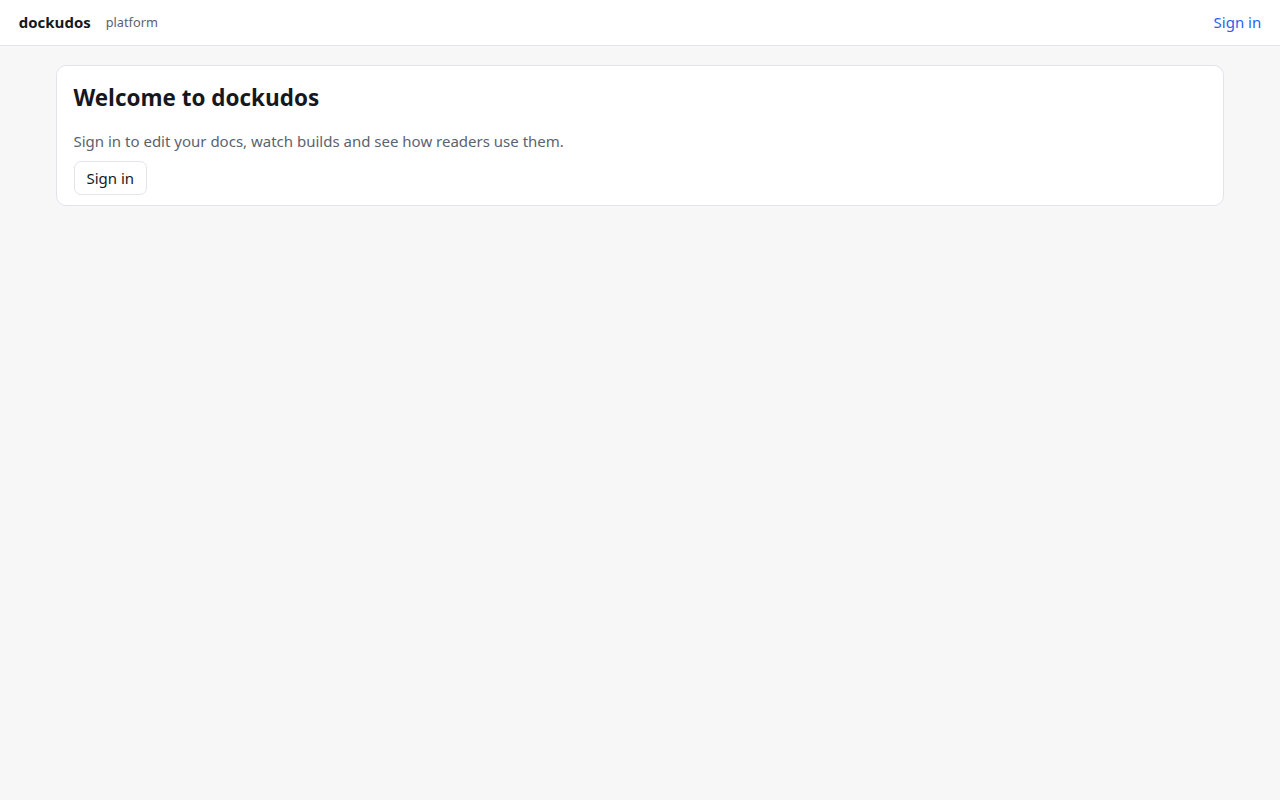 dockudos platform Sign in
Welcome to dockudos
Sign in to edit your docs, watch builds and see how readers use them.
Sign in